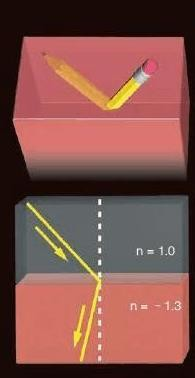 n = 1.0
n = -1.3